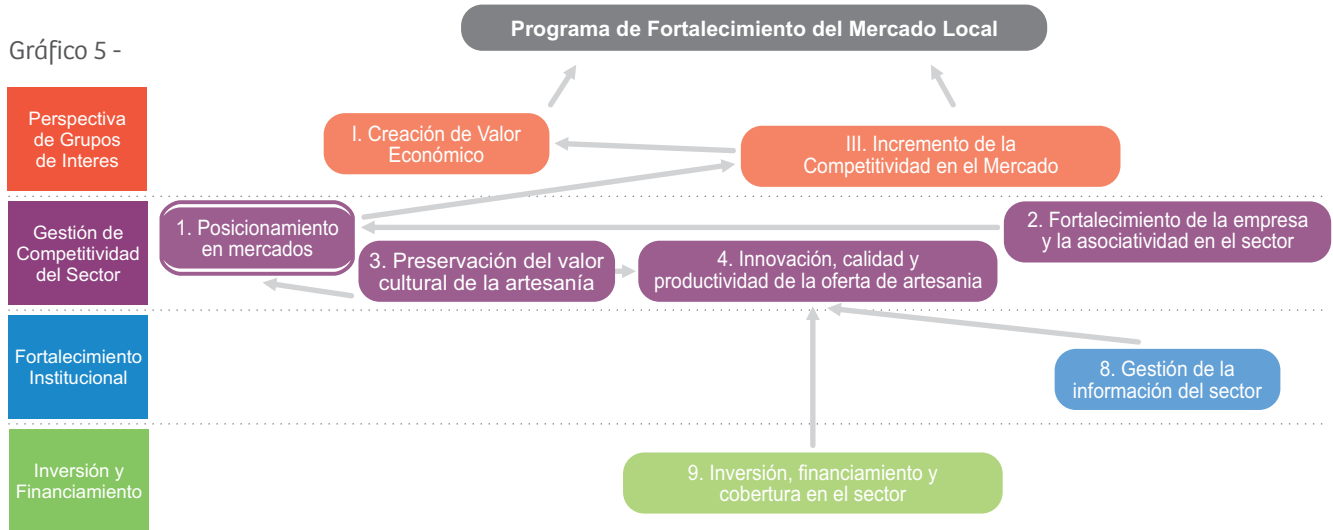 Programa de Fortalecimiento del Mercado Local
Gráfico 5 -
Perspectiva
de Grupos
de Interes
I. Creación de Valor
Económico
III. Incremento de la
Competitividad en el Mercado
Gestión de
Competitividad
del Sector
1. Posicionamiento
en mercados
2. Fortalecimiento de la empresa
y la asociatividad en el sector
3. Preservación del valor
cultural de la artesanía
4. Innovación, calidad y
productividad de la oferta de artesania
Fortalecimiento
Institucional
8. Gestión de la
información del sector
Inversión y
Financiamiento
9. Inversión, financiamiento y
cobertura en el sector